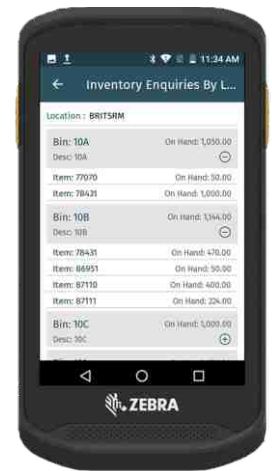 11:34 AM
Inventory Enquiries By L...
Location : BRITSRM
Bin: 10A On Hand: 1,050.00
Desc: 10A
Item: 77070 On Hand: 50.00
Item: 78431 On Hand: 1,000.00
Bin: 10B On Hand: 1,144.00
Desc: 10B
Item: 78431 On Hand: 470.00
Item: 86951 On Hand: 50.00
Item: 87110 On Hand: 400.00
Item: 87111 On Hand: 224.00
Bin: 10C On Hand: 1,000.00
Desc: 10C
ZEBRA